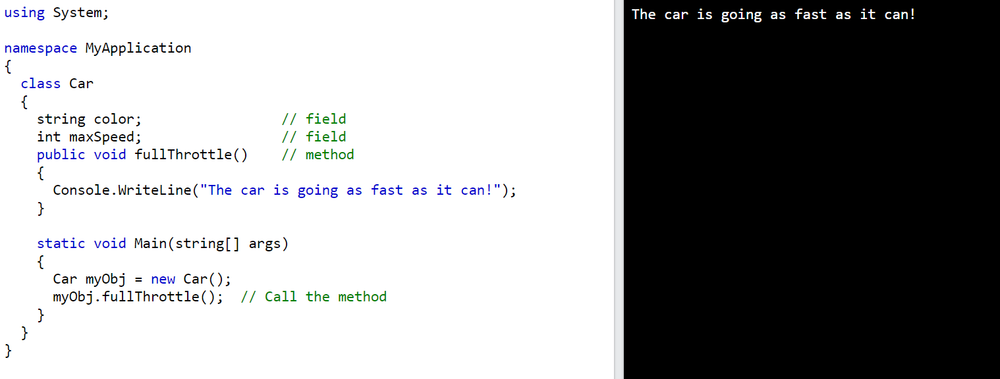 using System;
namespace MyApplication
{
  class Car
  {
    string color;                 // field
    int maxSpeed;                 // field
    public void fullThrottle()    // method
    {
      Console.WriteLine("The car is going as fast as it can!");
    }
    static void Main(string[] args)
    {
      Car myObj = new Car();
      myObj.fullThrottle();  // Call the method
    }
  }
}
The car is going as fast as it can!